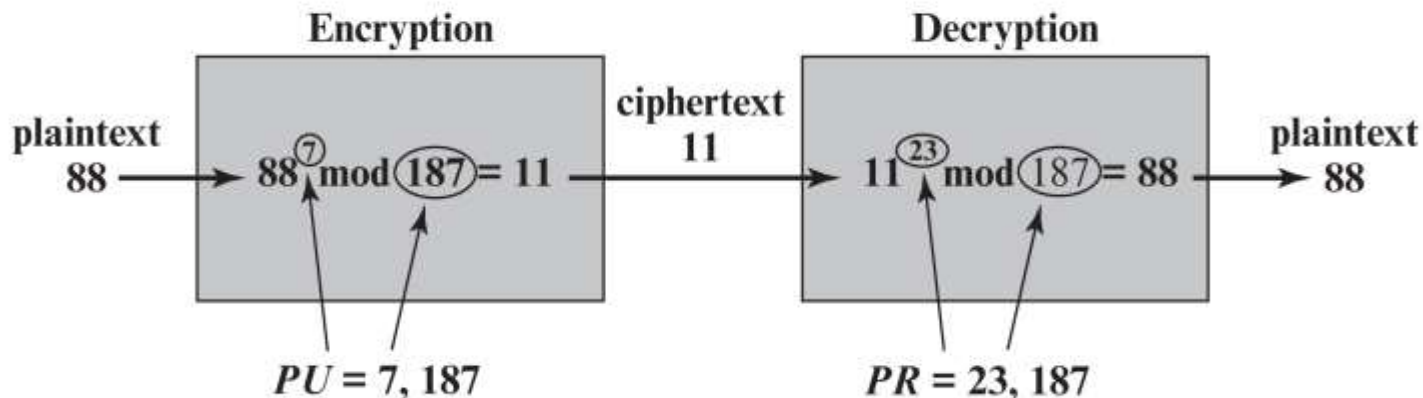 Encryption
Decryption
plaintext
88
88^7 mod 187 = 11
ciphertext
11
11^23 mod 187 = 88
plaintext
88
PU = 7, 187
PR = 23, 187